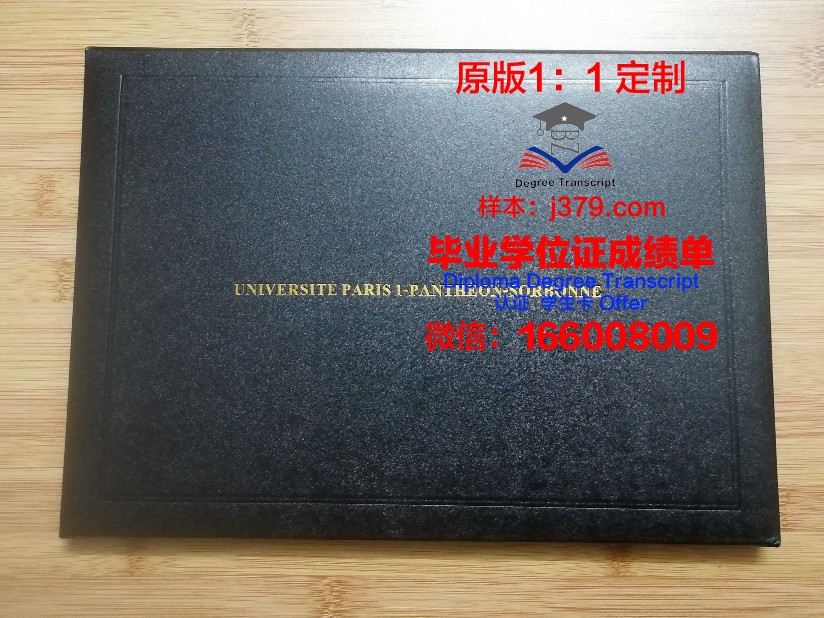 原版1：1 定制
Degree Transcript
样本：j379.com
毕业学位证成绩单
Diploma Degree Transcript
UNIVERSITE PARIS 1-PANTHEON-SORBONNE
认证 学生卡 Offer
微信：166008009